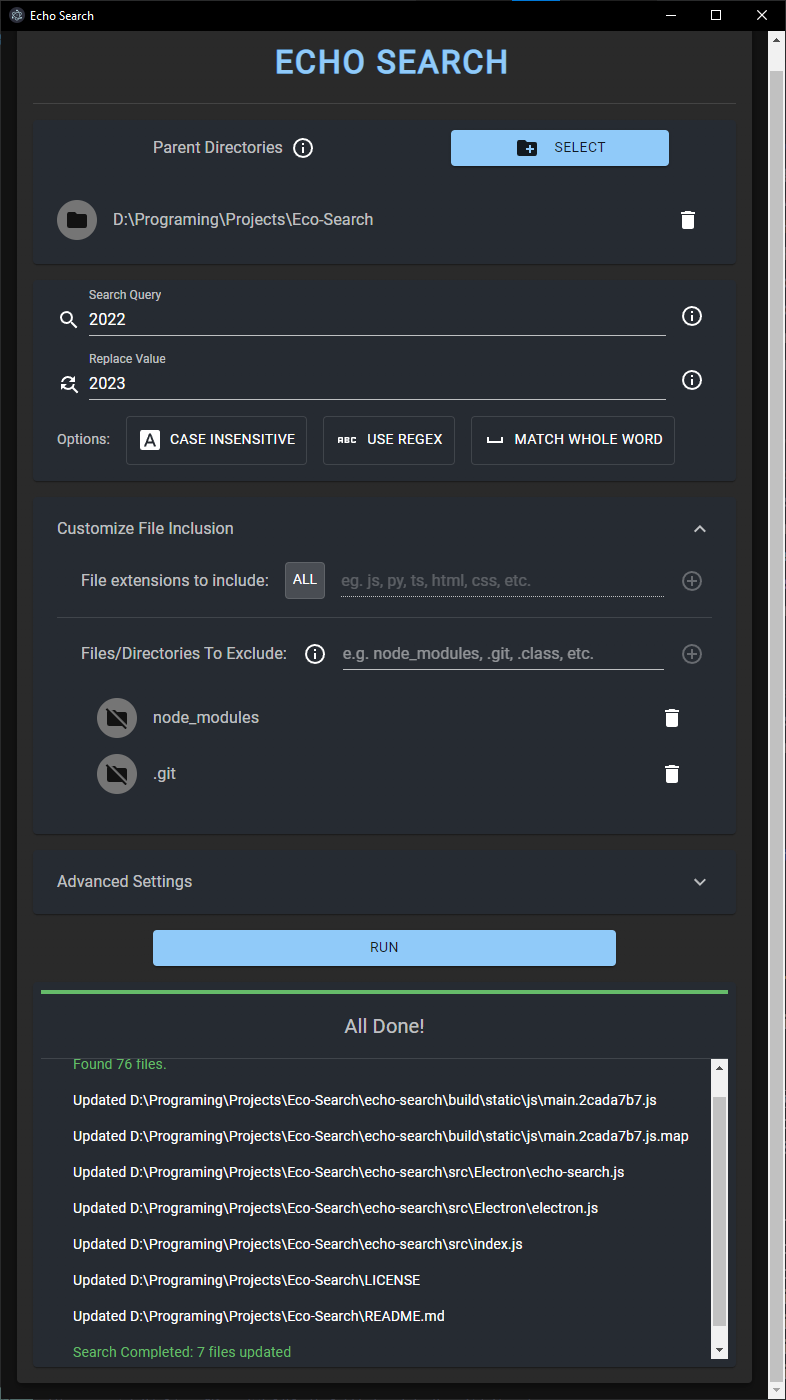 Echo Search
ECHO SEARCH
Parent Directories
SELECT
D:\Programing\Projects\Eco-Search
Search Query
2022
Replace Value
2023
Options:
A CASE INSENSITIVE
ABC USE REGEX
MATCH WHOLE WORD
Customize File Inclusion
File extensions to include: ALL eg. js, py, ts, html, css, etc.
Files/Directories To Exclude: e.g. node_modules, .git, .class, etc.
node_modules
.git
Advanced Settings
RUN
All Done!
Found 76 files.
Updated D:\Programing\Projects\Eco-Search\echo-search\build\static\js\main.2cada7b7.js
Updated D:\Programing\Projects\Eco-Search\echo-search\build\static\js\main.2cada7b7.js.map
Updated D:\Programing\Projects\Eco-Search\echo-search\src\Electron\echo-search.js
Updated D:\Programing\Projects\Eco-Search\echo-search\src\Electron\electron.js
Updated D:\Programing\Projects\Eco-Search\echo-search\src\index.js
Updated D:\Programing\Projects\Eco-Search\LICENSE
Updated D:\Programing\Projects\Eco-Search\README.md
Search Completed: 7 files updated